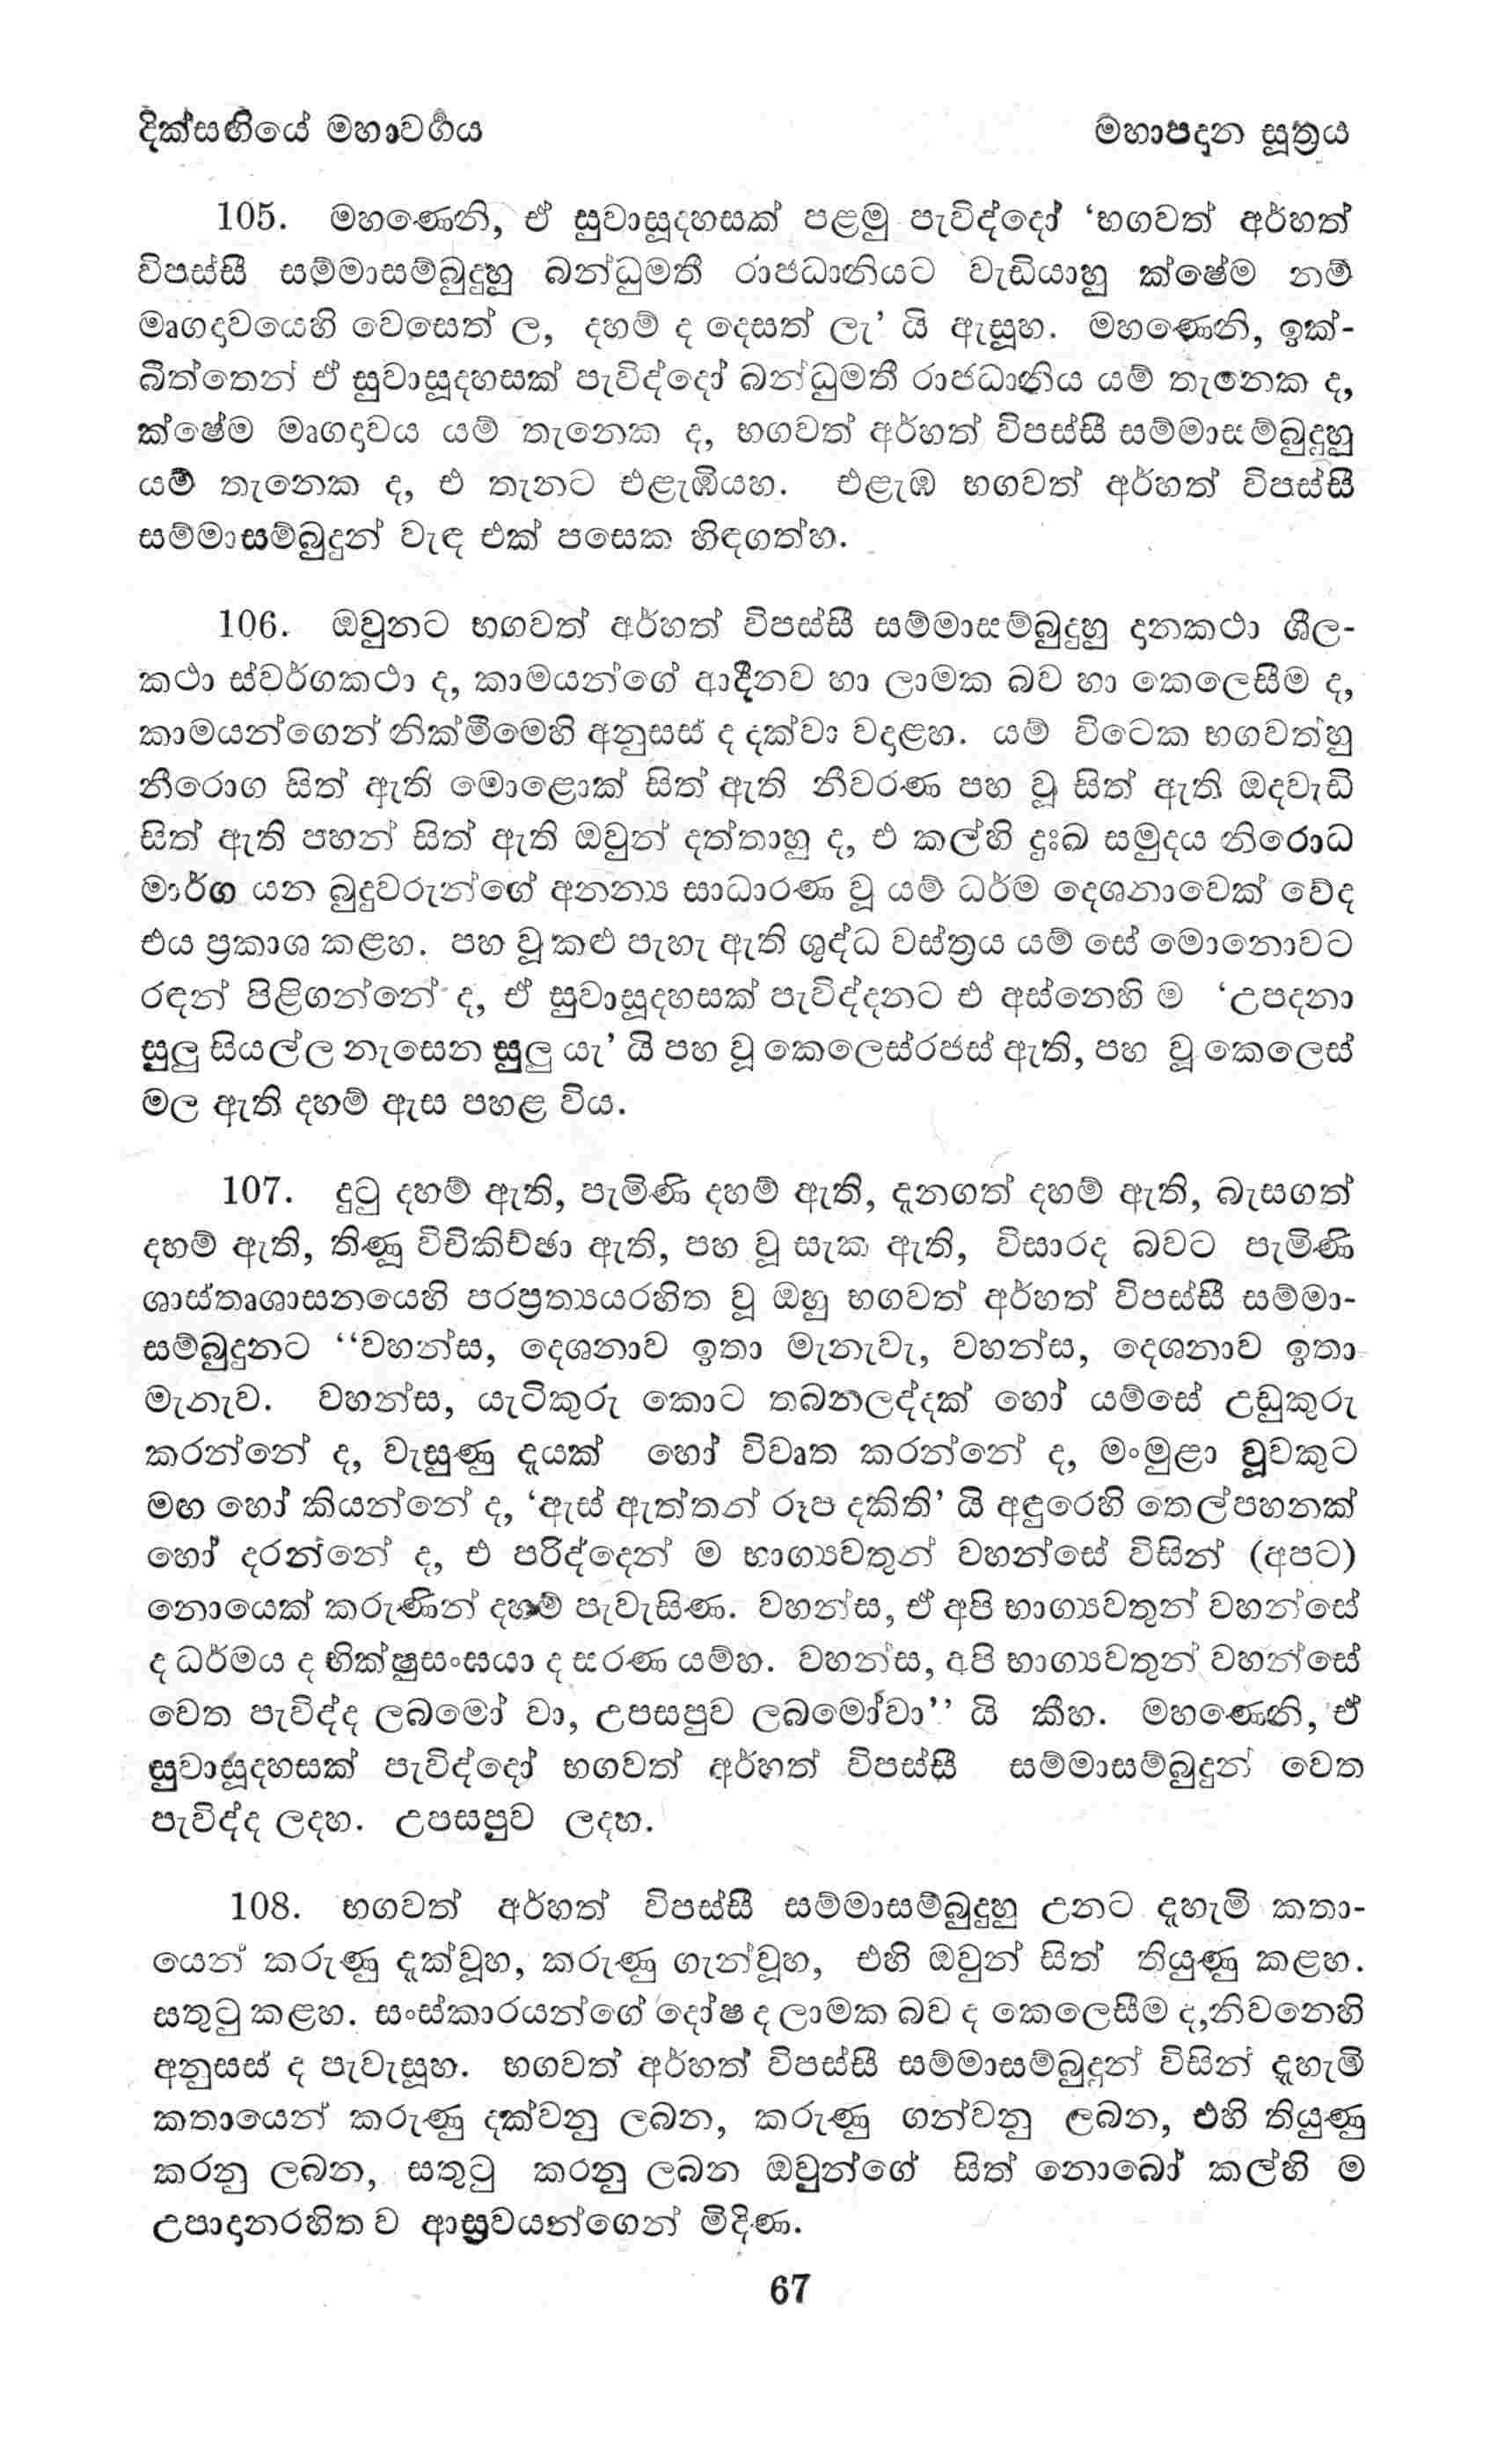 දික්සඟියේ මහාවර්‍ගය
මහාපදාන සූත්‍රය
105. මහණෙනි, ඒ සුවාසූදහසක් පළමු පැවිද්දෝ ‘භගවත් අර්හත්
විපස්සී සම්මාසම්බුදුහු බන්ධුමතී රාජධානියට වැඩියාහු ක්ෂේම නම්
මෘගදාවයෙහි වෙසෙත් ල, දහම් ද දෙසත් ලැ’ යි ඇසූහ. මහණෙනි, ඉක්-
බිත්තෙන් ඒ සුවාසූදහසක් පැවිද්දෝ බන්ධුමතී රාජධානිය යම් තැනෙක ද,
ක්ෂේම මෘගදාවය යම් තැනෙක ද, භගවත් අර්හත් විපස්සී සම්මාසම්බුදුහු
යම් තැනෙක ද, එ තැනට එළැඹියහ. එළැඹ භගවත් අර්හත් විපස්සී
සම්මාසම්බුදුන් වැඳ එක් පසෙක හිඳගත්හ.
106. ඔවුනට භගවත් අර්හත් විපස්සී සම්මාසම්බුදුහු දානකථා ශීල-
කථා ස්වර්ගකථා ද, කාමයන්ගේ ආදීනව හා ලාමක බව හා කෙලෙසීම ද,
කාමයන්ගෙන් නික්මීමෙහි අනුසස් ද දක්වා වදාළහ. යම් විටෙක භගවත්හු
නීරොග සිත් ඇති මොළොක් සිත් ඇති නීවරණ පහ වූ සිත් ඇති ඔදවැඩි
සිත් ඇති පහන් සිත් ඇති ඔවුන් දත්තාහු ද, එ කල්හි දුඃඛ සමුදය නිරොධ
මාර්ග යන බුදුවරුන්ගේ අනන්‍ය සාධාරණ වූ යම් ධර්ම දෙශනාවෙක් වේද
එය ප්‍රකාශ කළහ. පහ වූ කළු පැහැ ඇති ශුද්ධ වස්ත්‍රය යම් සේ මොනොවට
රඳන් පිළිගන්නේ ද, ඒ සුවාසූදහසක් පැවිද්දනට එ අස්නෙහි ම ‘උපදනා
සුලු සියල්ල නැසෙන සුලු යැ’ යි පහ වූ කෙලෙස්රජස් ඇති, පහ වූ කෙලෙස්
මල ඇති දහම් ඇස පහළ විය.
107. දුටු දහම් ඇති, පැමිණි දහම් ඇති, දැනගත් දහම් ඇති, බැසගත්
දහම් ඇති, තිණූ විචිකිච්ඡා ඇති, පහ වූ සැක ඇති, විසාරද බවට පැමිණි
ශාස්තෘශාසනයෙහි පරප්‍රත්‍යයරහිත වූ ඔහු භගවත් අර්හත් විපස්සී සම්මා-
සම්බුදුනට “වහන්ස, දෙශනාව ඉතා මැනැවැ, වහන්ස, දෙශනාව ඉතා
මැනැව. වහන්ස, යැටිකුරු කොට තබනලද්දක් හෝ යම්සේ උඩුකුරු
කරන්නේ ද, වැසුණු දැයක් හෝ විවෘත කරන්නේ ද, මංමුළා වූවකුට
මඟ හෝ කියන්නේ ද, ‘ඇස් ඇත්තන් රූප දකිති’ යි අඳුරෙහි තෙල්පහනක්
හෝ දරන්නේ ද, එ පරිද්දෙන් ම භාග්‍යවතුන් වහන්සේ විසින් (අපට)
නොයෙක් කරුණින් දහම් පැවැසිණ. වහන්ස, ඒ අපි භාග්‍යවතුන් වහන්සේ
ද ධර්මය ද භික්ෂුසංඝයා ද සරණ යම්හ. වහන්ස, අපි භාග්‍යවතුන් වහන්සේ
වෙත පැවිද්ද ලබමෝ වා, උපසපුව ලබමෝවා” යි කීහ. මහණෙනි, ඒ
සුවාසූදහසක් පැවිද්දෝ භගවත් අර්හත් විපස්සී සම්මාසම්බුදුන් වෙත
පැවිද්ද ලදහ. උපසපුව ලදහ.
108. භගවත් අර්හත් විපස්සී සම්මාසම්බුදුහු උනට දැහැමි කතා-
යෙන් කරුණු දැක්වූහ, කරුණු ගැන්වූහ, එහි ඔවුන් සිත් තියුණු කළහ.
සතුටු කළහ. සංස්කාරයන්ගේ දෝෂ ද ලාමක බව ද කෙලෙසීම ද,නිවනෙහි
අනුසස් ද පැවැසූහ. භගවත් අර්හත් විපස්සී සම්මාසම්බුදුන් විසින් දැහැමි
කතායෙන් කරුණු දක්වනු ලබන, කරුණු ගන්වනු ලබන, එහි තියුණු
කරනු ලබන, සතුටු කරනු ලබන ඔවුන්ගේ සිත් නොබෝ කල්හි ම
උපාදානරහිත ව ආස්‍රවයන්ගෙන් මිදිණ.
67